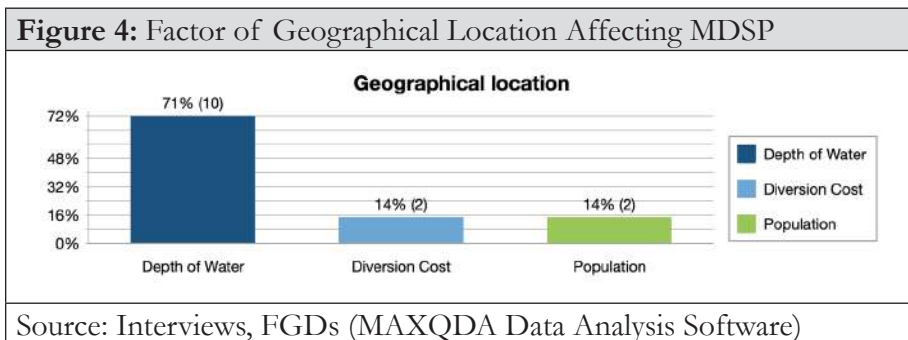 Figure 4: Factor of Geographical Location Affecting MDSP
Geographical location
71% (10)
72%
48%
32%
16%
0%
14% (2)
14% (2)
Depth of Water
Diversion Cost
Population
Depth of Water
Diversion Cost
Population
Source: Interviews, FGDs (MAXQDA Data Analysis Software)